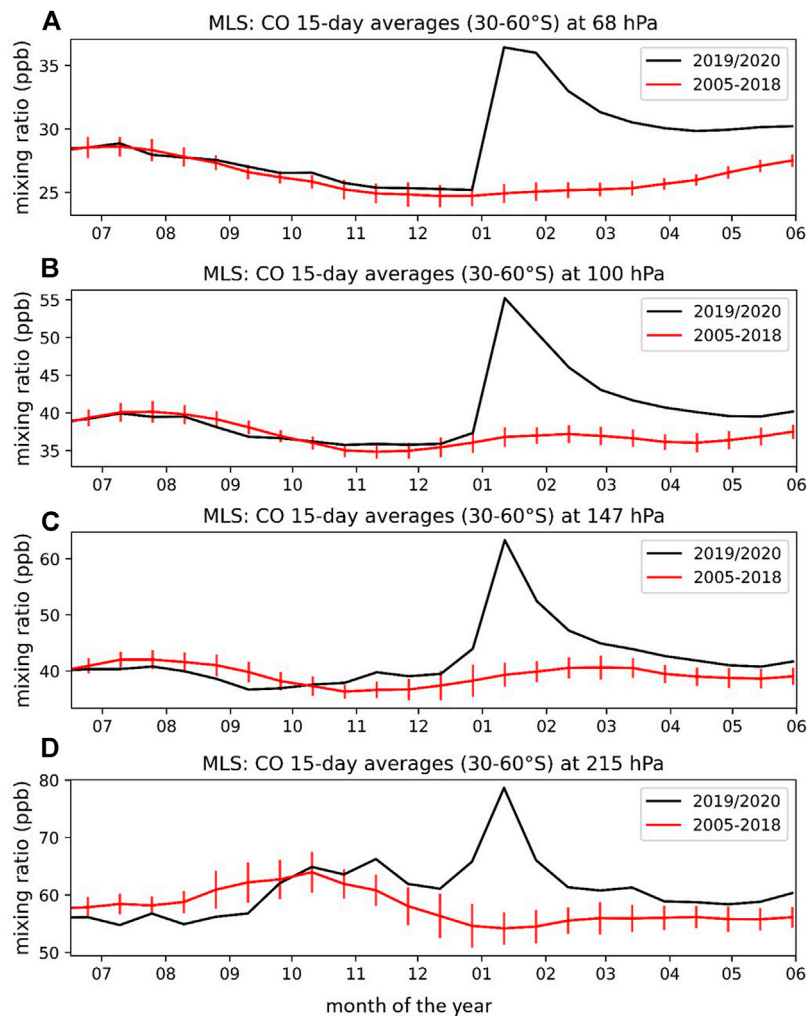 A
MLS: CO 15-day averages (30-60°S) at 68 hPa
mixing ratio (ppb)
35
30
25
2019/2020
2005-2018
07 08 09 10 11 12 01 02 03 04 05 06
B
MLS: CO 15-day averages (30-60°S) at 100 hPa
mixing ratio (ppb)
55
50
45
40
35
2019/2020
2005-2018
07 08 09 10 11 12 01 02 03 04 05 06
C
MLS: CO 15-day averages (30-60°S) at 147 hPa
mixing ratio (ppb)
60
50
40
2019/2020
2005-2018
07 08 09 10 11 12 01 02 03 04 05 06
D
MLS: CO 15-day averages (30-60°S) at 215 hPa
mixing ratio (ppb)
80
70
60
50
2019/2020
2005-2018
07 08 09 10 11 12 01 02 03 04 05 06
month of the year